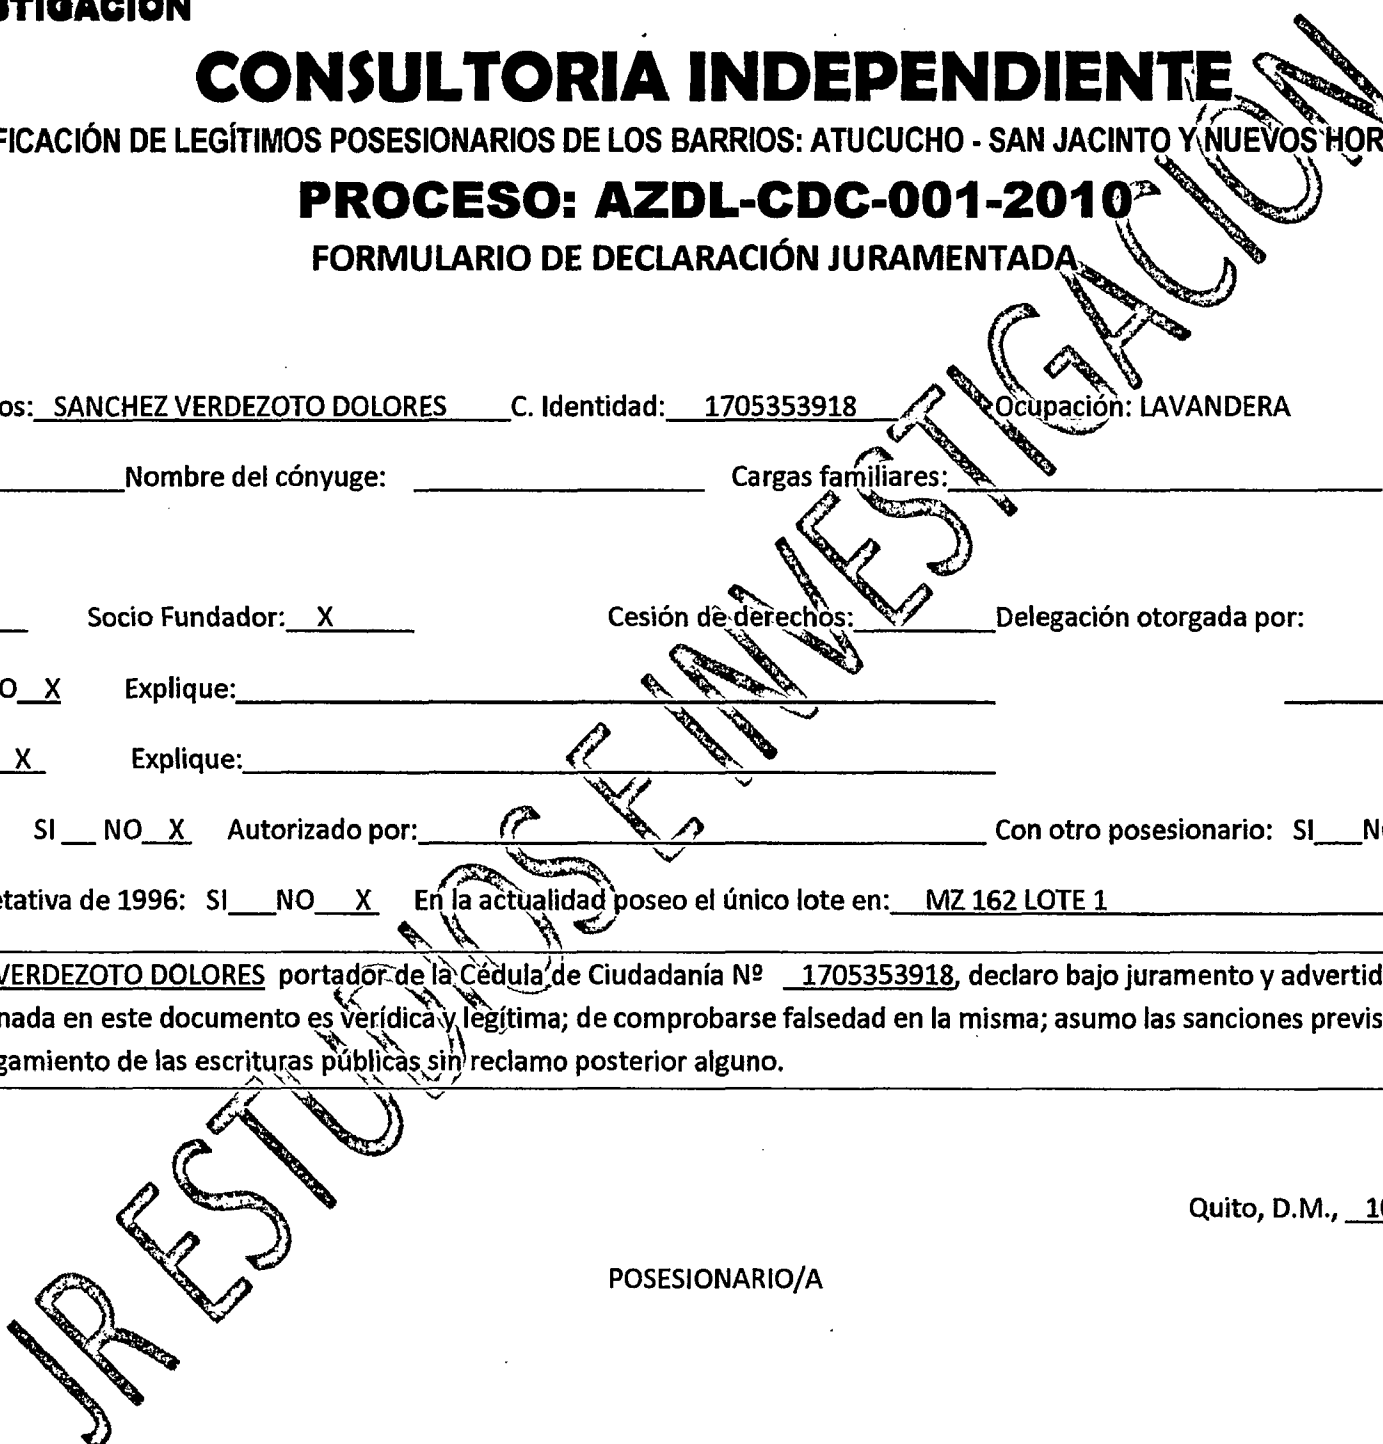 STIGACIÓN
CONSULTORIA INDEPENDIENTE
FICACIÓN DE LEGÍTIMOS POSESIONARIOS DE LOS BARRIOS: ATUCUCHO - SAN JACINTO Y NUEVOS HOR
PROCESO: AZDL-CDC-001-2010
FORMULARIO DE DECLARACIÓN JURAMENTADA
os: SANCHEZ VERDEZOTO DOLORES C. Identidad: 1705353918 Ocupación: LAVANDERA
Nombre del cónyuge: Cargas familiares:
Socio Fundador: X Cesión de derechos: Delegación otorgada por:
O X Explique:
X Explique:
SI NO X Autorizado por: Con otro posesionario: SI N
etativa de 1996: SI NO X En la actualidad poseo el único lote en: MZ 162 LOTE 1
VERDEZOTO DOLORES portador de la Cédula de Ciudadanía Nº 1705353918, declaro bajo juramento y advertid
nada en este documento es verídica y legítima; de comprobarse falsedad en la misma; asumo las sanciones previs
gamiento de las escrituras públicas sin reclamo posterior alguno.
Quito, D.M., 10
POSESIONARIO/A
JR ESTUDIOS E INVESTIGACION